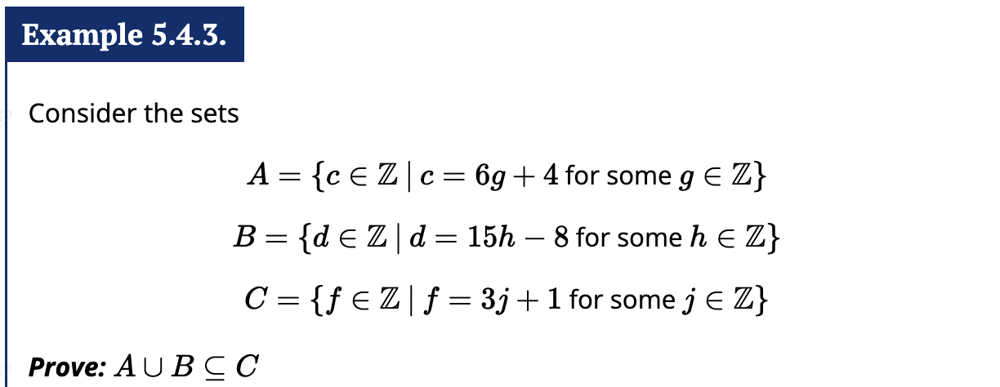 Example 5.4.3.
Consider the sets
A = {c ∈ ℤ | c = 6g + 4 for some g ∈ ℤ}
B = {d ∈ ℤ | d = 15h − 8 for some h ∈ ℤ}
C = {f ∈ ℤ | f = 3j + 1 for some j ∈ ℤ}
Prove: A ∪ B ⊆ C